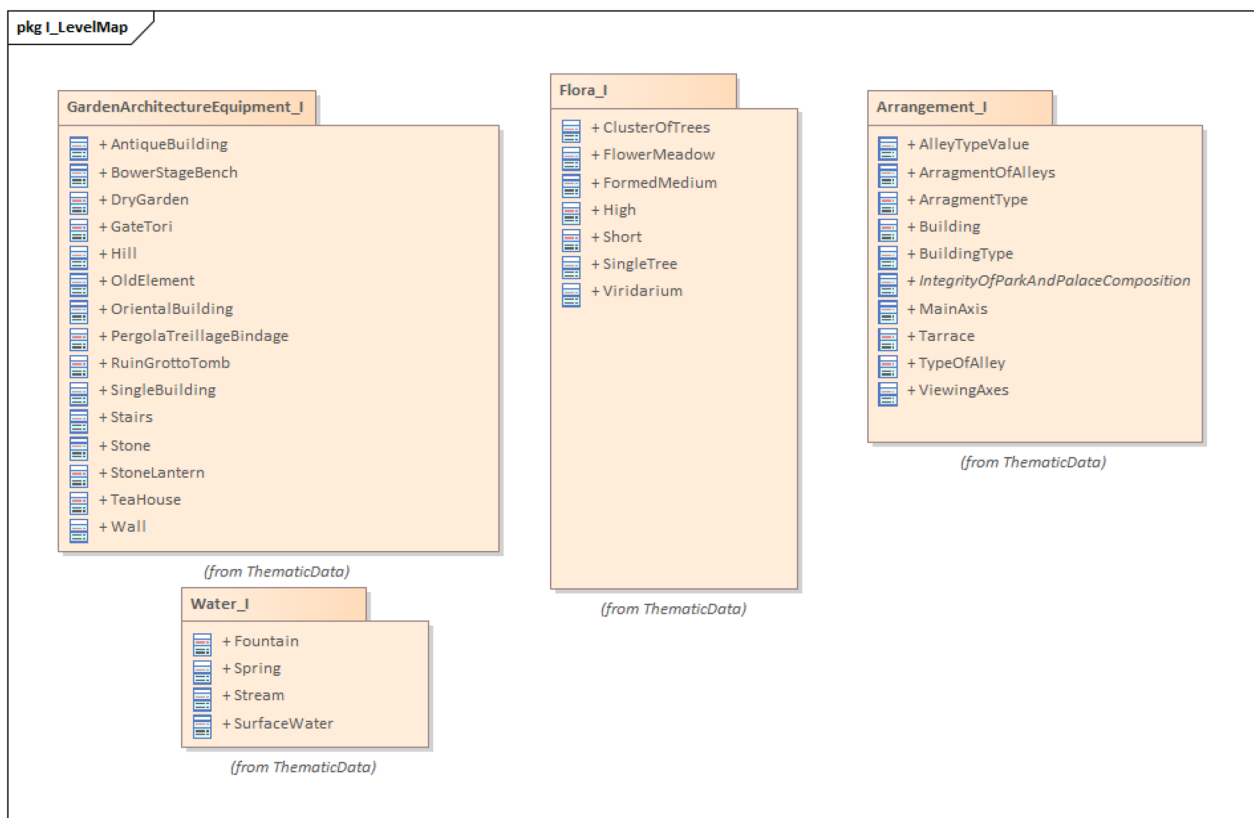 pkg I_LevelMap
GardenArchitectureEquipment_I
+ AntiqueBuilding
+ BowerStageBench
+ DryGarden
+ GateTori
+ Hill
+ OldElement
+ OrientalBuilding
+ PergolaTreillageBindage
+ RuinGrottoTomb
+ SingleBuilding
+ Stairs
+ Stone
+ StoneLantern
+ TeaHouse
+ Wall
(from ThematicData)
Flora_I
+ ClusterOfTrees
+ FlowerMeadow
+ FormedMedium
+ High
+ Short
+ SingleTree
+ Viridarium
(from ThematicData)
Arrangement_I
+ AlleyTypeValue
+ ArragmentOfAlleys
+ ArragmentType
+ Building
+ BuildingType
+ IntegrityOfParkAndPalaceComposition
+ MainAxis
+ Tarrace
+ TypeOfAlley
+ ViewingAxes
(from ThematicData)
Water_I
+ Fountain
+ Spring
+ Stream
+ SurfaceWater
(from ThematicData)